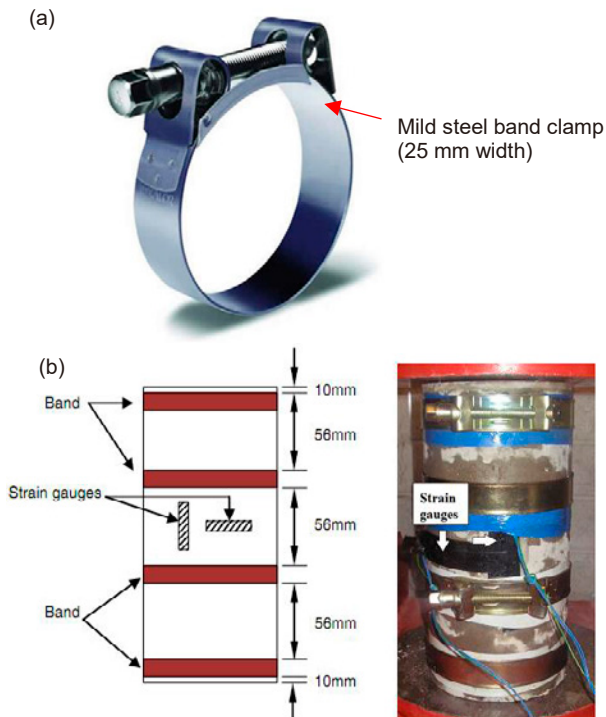 (a)
Mild steel band clamp
(25 mm width)
(b)
Band
Strain gauges
Band
10mm
56mm
56mm
56mm
10mm
Strain
gauges